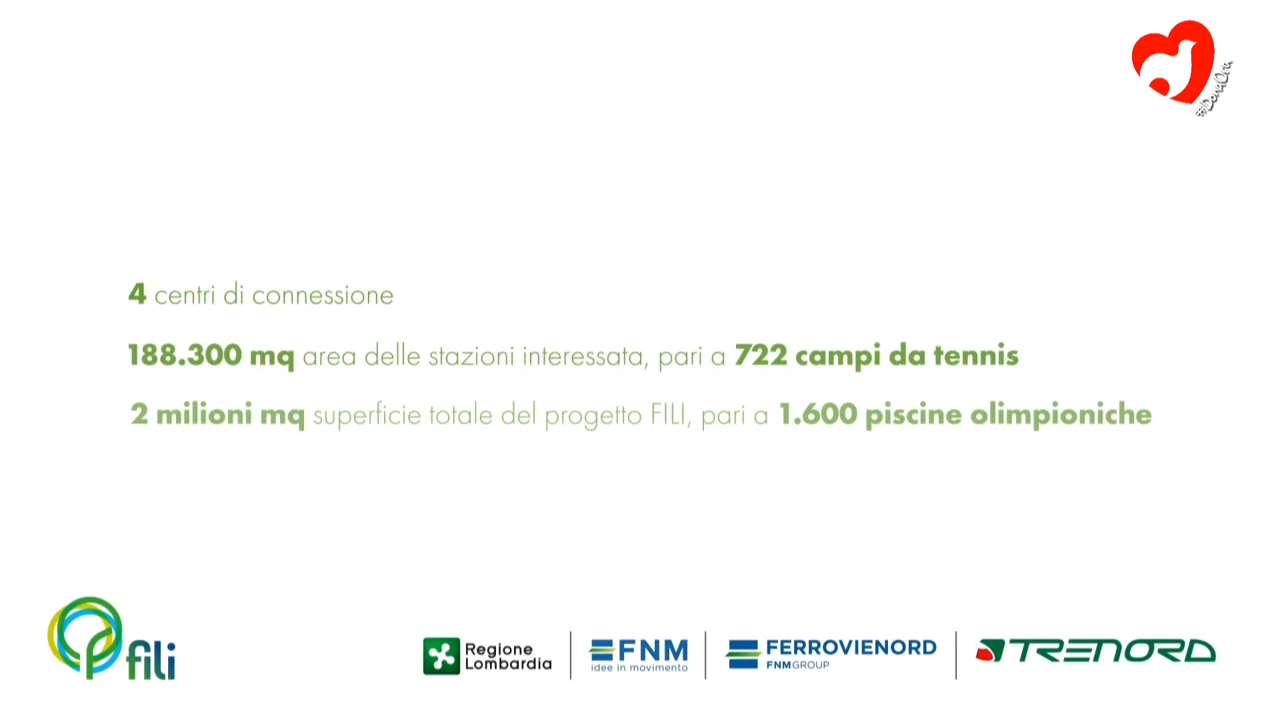 #iDonaOra
4 centri di connessione
188.300 mq area delle stazioni interessata, pari a 722 campi da tennis
2 milioni mq superficie totale del progetto FILI, pari a 1.600 piscine olimpioniche
fili
Regione
Lombardia
FNM
idee in movimento
FERROVIENORD
FNMGROUP
TRENORD